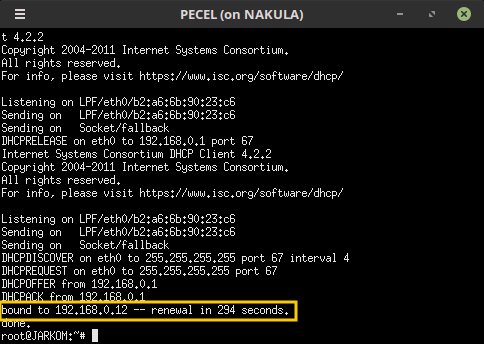 PECEL (on NAKULA)
t 4.2.2
Copyright 2004-2011 Internet Systems Consortium.
All rights reserved.
For info, please visit https://www.isc.org/software/dhcp/
Listening on LPF/eth0/b2:a6:6b:90:23:c6
Sending on   LPF/eth0/b2:a6:6b:90:23:c6
Sending on   Socket/fallback
DHCPRELEASE on eth0 to 192.168.0.1 port 67
Internet Systems Consortium DHCP Client 4.2.2
Copyright 2004-2011 Internet Systems Consortium.
All rights reserved.
For info, please visit https://www.isc.org/software/dhcp/
Listening on LPF/eth0/b2:a6:6b:90:23:c6
Sending on   LPF/eth0/b2:a6:6b:90:23:c6
Sending on   Socket/fallback
DHCPDISCOVER on eth0 to 255.255.255.255 port 67 interval 4
DHCPREQUEST on eth0 to 255.255.255.255 port 67
DHCPOFFER from 192.168.0.1
DHCPACK from 192.168.0.1
bound to 192.168.0.12 -- renewal in 294 seconds.
done.
root@JARKOM:~#